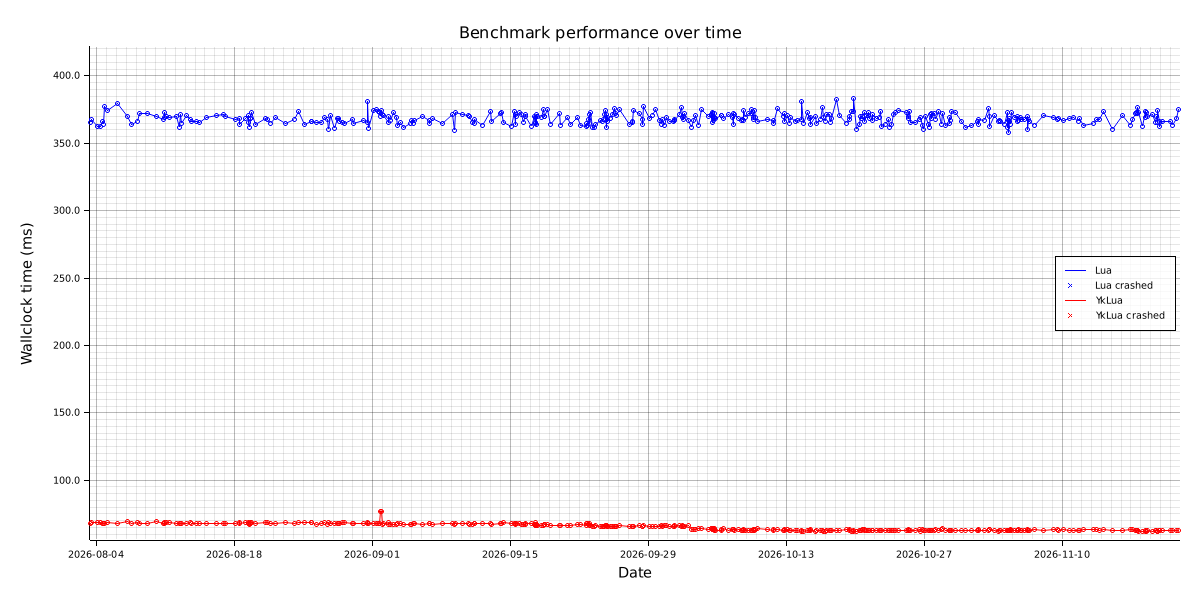 Benchmark performance over time
Wallclock time (ms)
400.0
350.0
300.0
250.0
200.0
150.0
100.0
Lua
Lua crashed
YkLua
YkLua crashed
2026-08-04
2026-08-18
2026-09-01
2026-09-15
2026-09-29
2026-10-13
2026-10-27
2026-11-10
Date